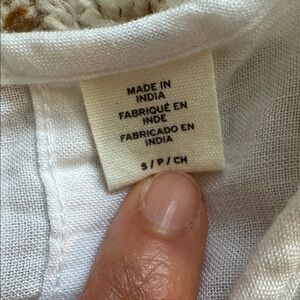 MADE IN
INDIA
FABRIQUÉ EN
INDE
FABRICADO EN
INDIA
S / P / CH